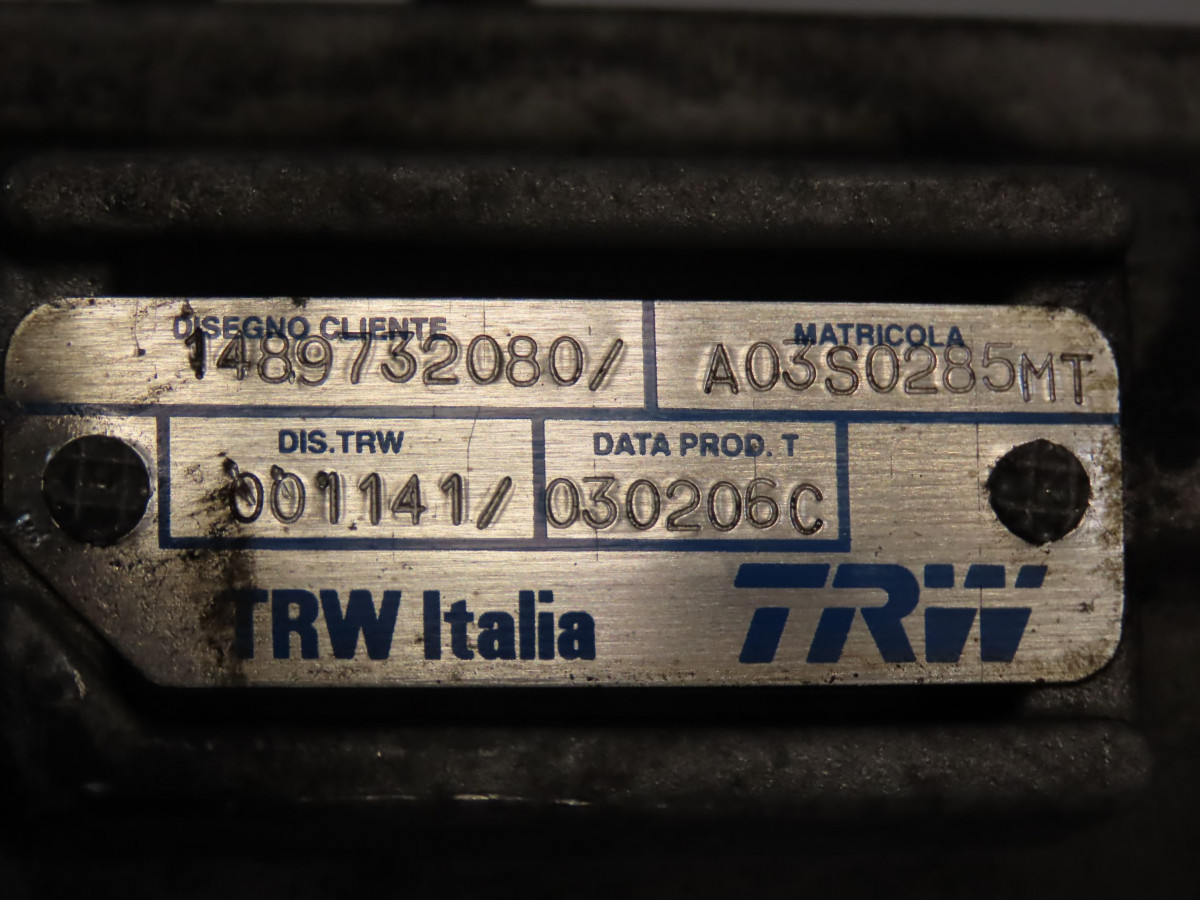 DISEGNO CLIENTE MATRICOLA
1489732080/ A03S0285MT
DIS.TRW DATA PROD. T
001141/ 030206C
TRW Italia TRW